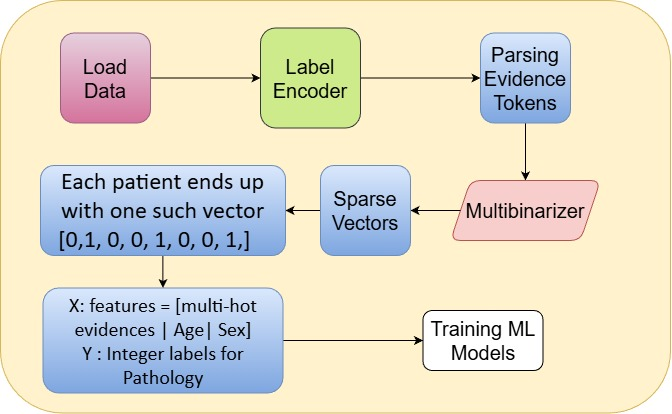 Load
Data
Label
Encoder
Parsing
Evidence
Tokens
Each patient ends up
with one such vector
[0,1, 0, 0, 1, 0, 0, 1,]
Sparse
Vectors
Multibinarizer
X: features = [multi-hot
evidences | Age| Sex]
Y : Integer labels for
Pathology
Training ML
Models